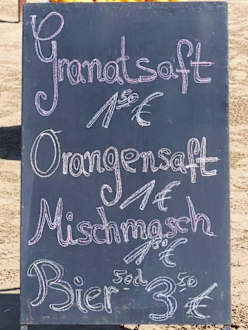 Granatsaft
1⁵⁰ €
Orangensaft
1 €
Mischmasch
1⁵⁰ €
Bier 3⁵⁰ €